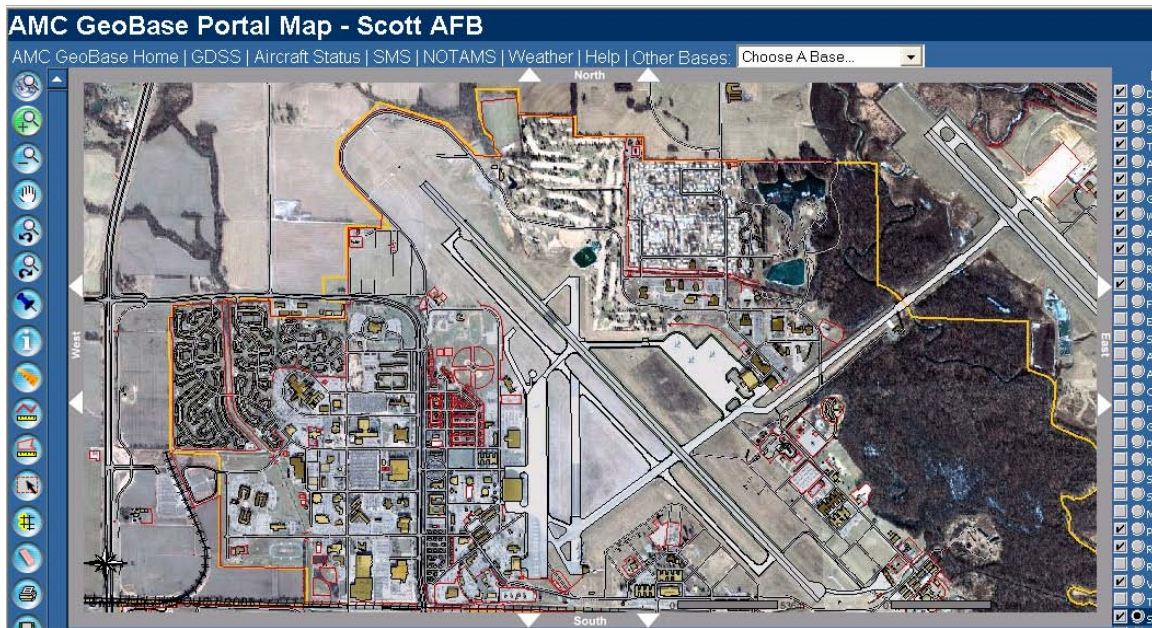 AMC GeoBase Portal Map - Scott AFB
AMC GeoBase Home | GDSS | Aircraft Status | SMS | NOTAMS | Weather | Help | Other Bases: Choose A Base...
North
West
East
South
D
S
S
T
A
F
G
W
A
R
R
R
F
E
S
A
C
F
G
P
R
S
S
M
P
R
R
V
T
S